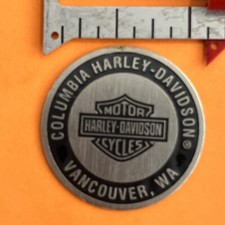 COLUMBIA HARLEY-DAVIDSON®
MOTOR
HARLEY-DAVIDSON
CYCLES
VANCOUVER, WA